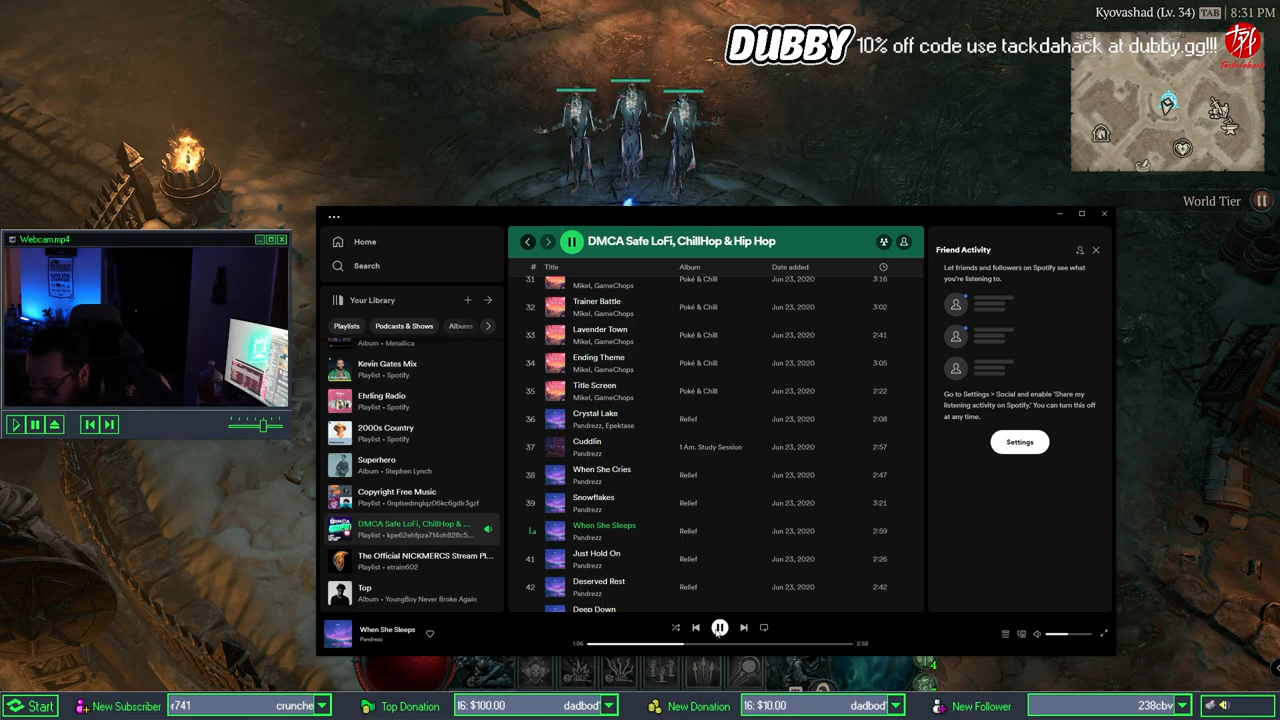 Kyovashad (Lv. 34) TAB 8:31 PM
DUBBY 10% off code use tackdahack at dubby.gg!!!
World Tier
Webcam.mp4
Home
Search
Your Library
Playlists
Podcasts & Shows
Albums
Album • Metallica
Kevin Gates Mix
Playlist • Spotify
Ehrling Radio
Playlist • Spotify
2000s Country
Playlist • Spotify
Superhero
Album • Stephen Lynch
Copyright Free Music
DMCA Safe LoFi, ChillHop & ...
The Official NICKMERCS Stream Pl...
Playlist • etrain602
Top
Album • YoungBoy Never Broke Again
DMCA Safe LoFi, ChillHop & Hip Hop
# Title Album Date added
31 Mikel, GameChops Poké & Chill Jun 23, 2020 3:16
32 Trainer Battle Poké & Chill Jun 23, 2020 3:02
Mikel, GameChops
33 Lavender Town Poké & Chill Jun 23, 2020 2:41
Mikel, GameChops
34 Ending Theme Poké & Chill Jun 23, 2020 3:05
Mikel, GameChops
35 Title Screen Poké & Chill Jun 23, 2020 2:22
Mikel, GameChops
36 Crystal Lake Relief Jun 23, 2020 2:08
Pandrezz, Epektase
37 Cuddlin 1 Am. Study Session Jun 23, 2020 2:57
Pandrezz
38 When She Cries Relief Jun 23, 2020 2:47
Pandrezz
39 Snowflakes Relief Jun 23, 2020 3:21
Pandrezz
When She Sleeps Relief Jun 23, 2020 2:59
Pandrezz
41 Just Hold On Relief Jun 23, 2020 2:26
Pandrezz
42 Deserved Rest Relief Jun 23, 2020 2:42
Pandrezz
Deep Down
Friend Activity
Let friends and followers on Spotify see what
you're listening to.
Go to Settings > Social and enable 'Share my
listening activity on Spotify.' You can turn this off
at any time.
Settings
When She Sleeps
Pandrezz
1:05 2:59
4
Start
New Subscriber
r741 crunche
Top Donation
16: $100.00 dadbod
New Donation
16: $10.00 dadbod
New Follower
238cbv